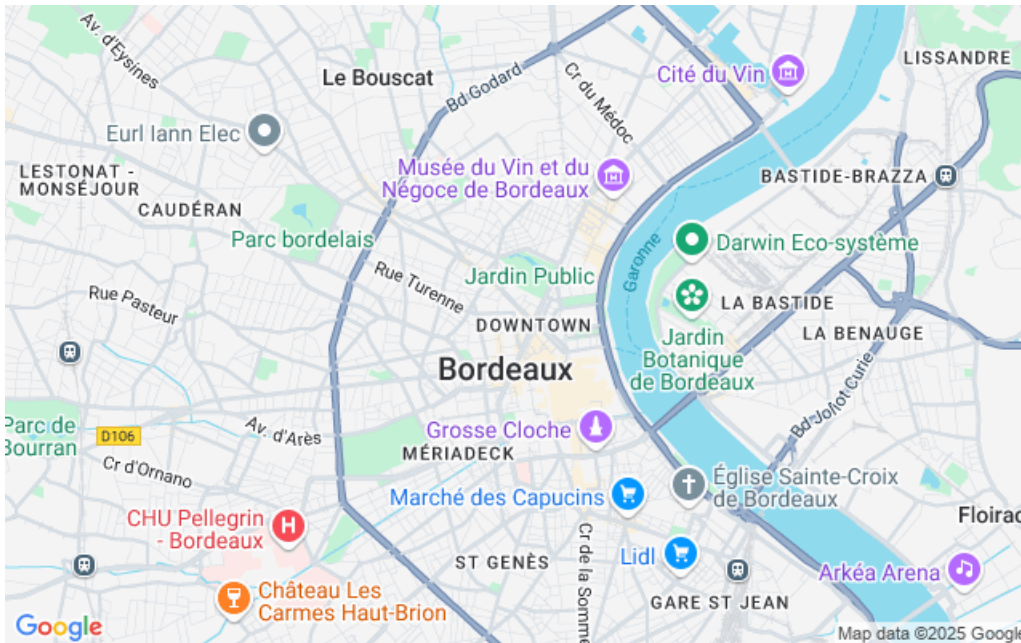 Av. d'Eysines
Le Bouscat
Bd Godard
Cr du Médoc
Cité du Vin
LISSANDRE
Eurl Iann Elec
LESTONAT -
MONSÉJOUR
CAUDÉRAN
Musée du Vin et du
Négoce de Bordeaux
BASTIDE-BRAZZA
Parc bordelais
Garonne
Darwin Eco-système
Rue Turenne
Jardin Public
Rue Pasteur
DOWNTOWN
LA BASTIDE
LA BENAUGE
Jardin
Botanique
de Bordeaux
Bordeaux
Bd Joliot Curie
Parc de
Bourran
D106
Av. d'Arès
Grosse Cloche
MÉRIADECK
Cr d'Ornano
Marché des Capucins
Église Sainte-Croix
de Bordeaux
CHU Pellegrin
- Bordeaux
Floirac
ST GENÈS
Cr de la Somme
Lidl
Arkéa Arena
Château Les
Carmes Haut-Brion
GARE ST JEAN
Google
Map data ©2025 Google